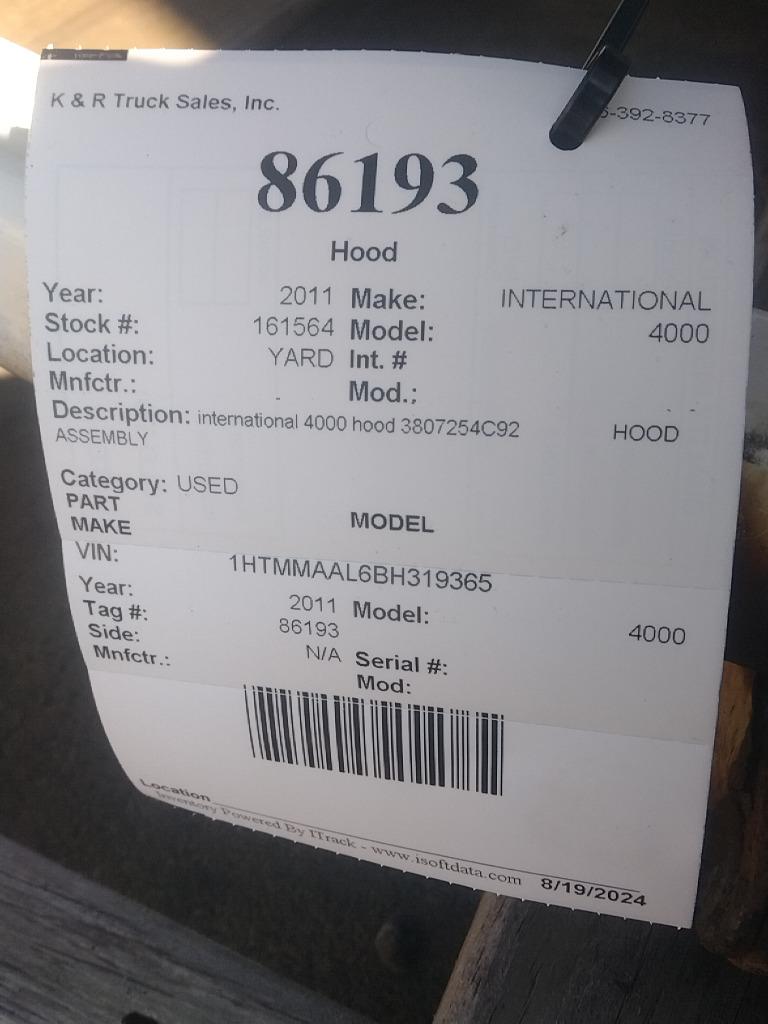 K & R Truck Sales, Inc. 6-392-8377
86193
Hood
Year: 2011 Make: INTERNATIONAL
Stock #: 161564 Model: 4000
Location: YARD Int. #
Mnfctr.: - Mod.:
Description: international 4000 hood 3807254C92 HOOD
ASSEMBLY
Category: USED
PART
MAKE MODEL
VIN: 1HTMMAAL6BH319365
Year: 2011 Model: 4000
Tag #: 86193
Side: N/A Serial #:
Mnfctr.: Mod:
Location
Inventory Powered By ITrack - www.isoftdata.com 8/19/2024